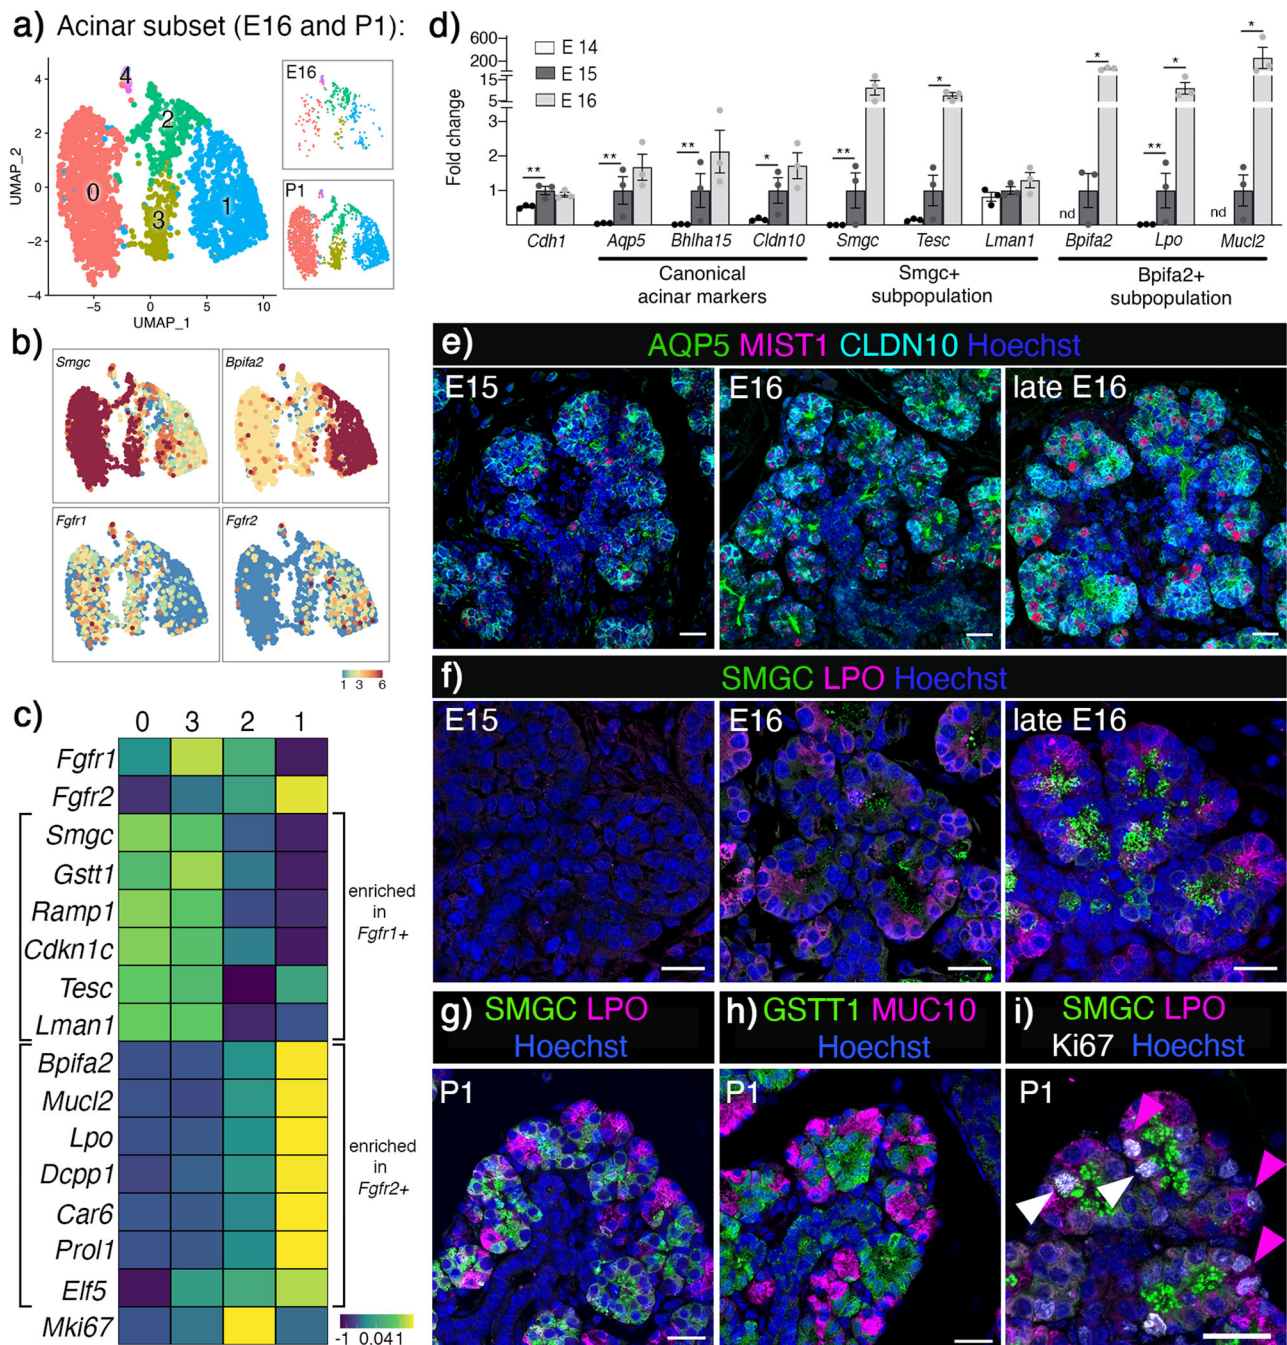 a) Acinar subset (E16 and P1):
UMAP_2
4
2
0
−2
−4
−5
0
5
10
UMAP_1
0
1
2
3
4
E16
P1
b)
Smgc
Bpifa2
Fgfr1
Fgfr2
1 3 6
c)
0 3 2 1
Fgfr1
Fgfr2
Smgc
Gstt1
Ramp1
Cdkn1c
Tesc
Lman1
Bpifa2
Mucl2
Lpo
Dcpp1
Car6
Prol1
Elf5
Mki67
enriched
in
Fgfr1+
enriched
in
Fgfr2+
-1 0.041
d)
Fold change
600
200
15
5
3
2
1
E 14
E 15
E 16
**
**
**
*
**
*
*
**
*
*
nd
nd
Cdh1 Aqp5 Bhlha15 Cldn10 Smgc Tesc Lman1 Bpifa2 Lpo Mucl2
Canonical
acinar markers
Smgc+
subpopulation
Bpifa2+
subpopulation
e) AQP5 MIST1 CLDN10 Hoechst
E15
E16
late E16
f) SMGC LPO Hoechst
E15
E16
late E16
g) SMGC LPO
Hoechst
P1
h) GSTT1 MUC10
Hoechst
P1
i) SMGC LPO
Ki67 Hoechst
P1